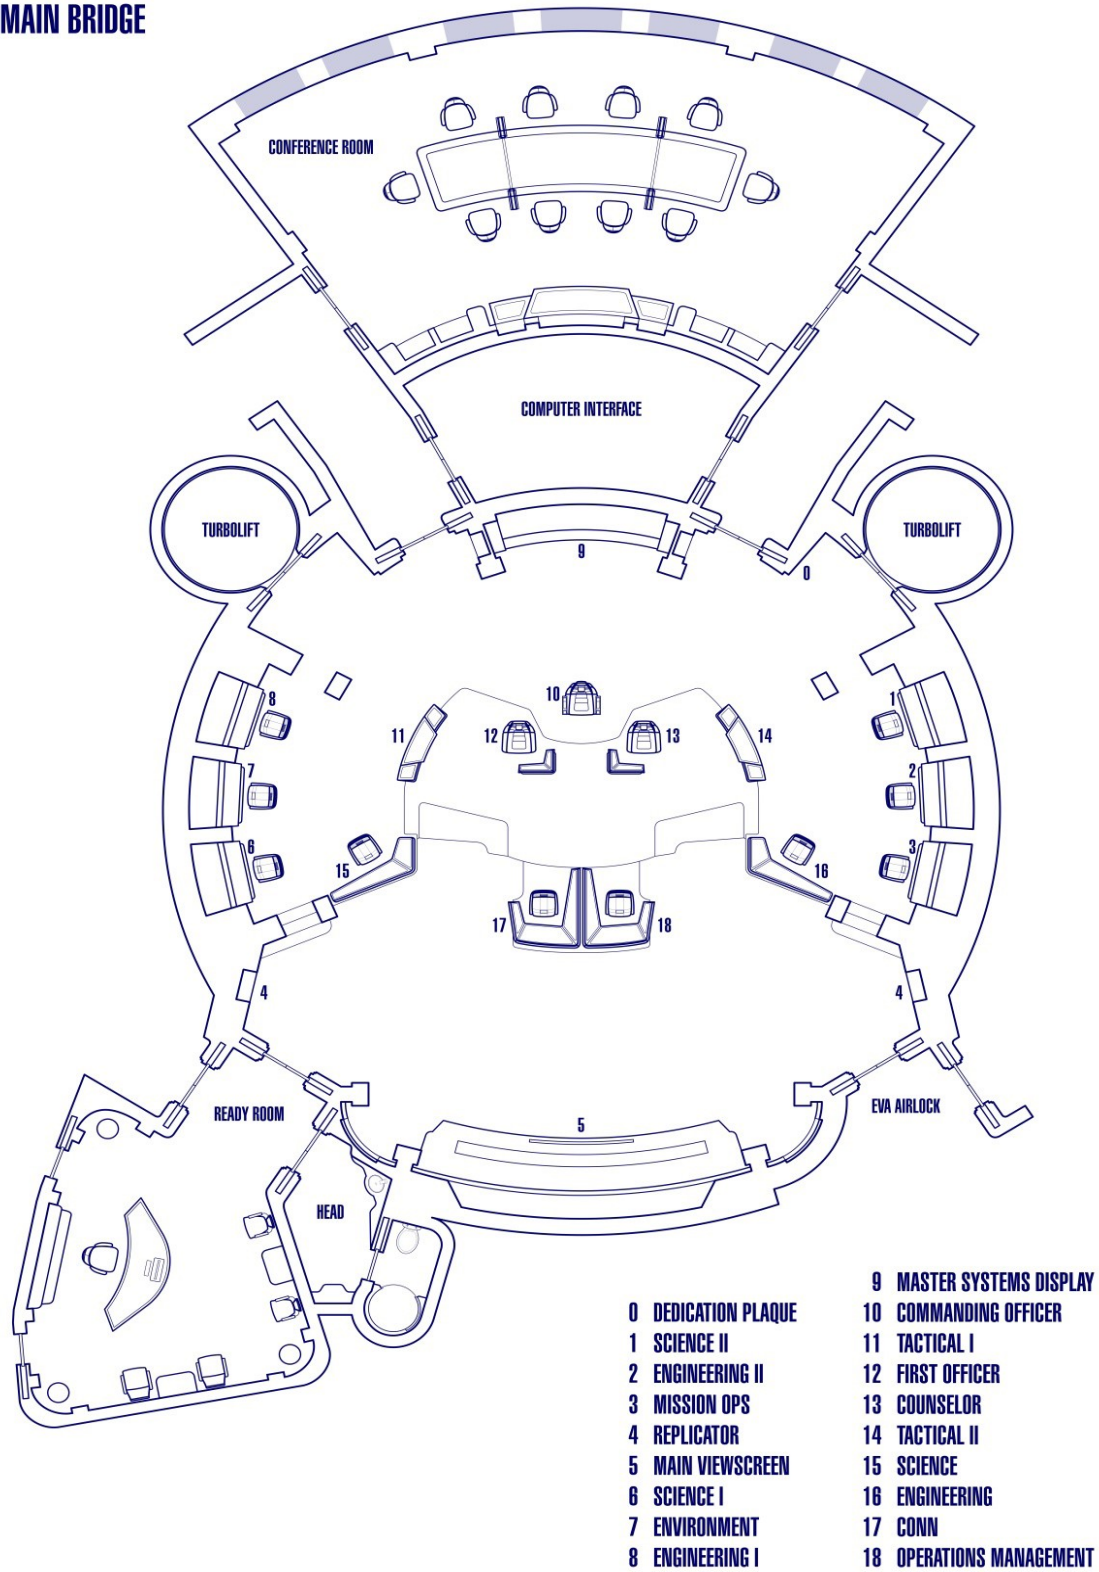 MAIN BRIDGE
CONFERENCE ROOM
COMPUTER INTERFACE
TURBOLIFT
TURBOLIFT
9
0
8
10
1
11
12
13
14
7
2
6
3
15
16
17
18
4
4
READY ROOM
EVA AIRLOCK
5
HEAD
0 DEDICATION PLAQUE
1 SCIENCE II
2 ENGINEERING II
3 MISSION OPS
4 REPLICATOR
5 MAIN VIEWSCREEN
6 SCIENCE I
7 ENVIRONMENT
8 ENGINEERING I
9 MASTER SYSTEMS DISPLAY
10 COMMANDING OFFICER
11 TACTICAL I
12 FIRST OFFICER
13 COUNSELOR
14 TACTICAL II
15 SCIENCE
16 ENGINEERING
17 CONN
18 OPERATIONS MANAGEMENT